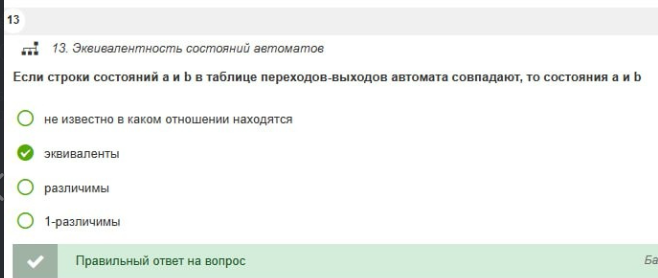 13
13. Эквивалентность состояний автоматов
Если строки состояний a и b в таблице переходов-выходов автомата совпадают, то состояния a и b
не известно в каком отношении находятся
эквиваленты
различимы
1-различимы
Правильный ответ на вопрос